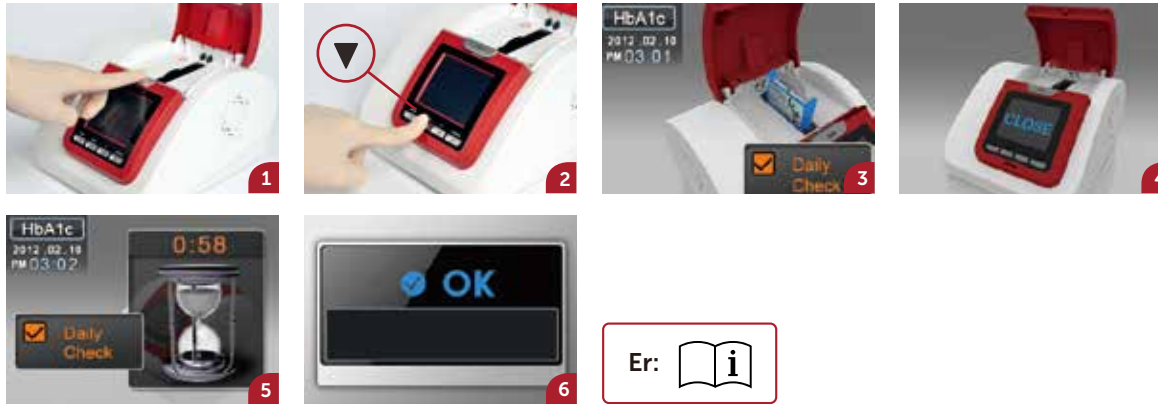 1
2
HbA1c
2012 .02 .10
PM 03:01
Daily
Check
3
CLOSE
4
HbA1c
2012 .02 .10
PM 03:02
0:58
Daily
Check
5
OK
6
Er: i